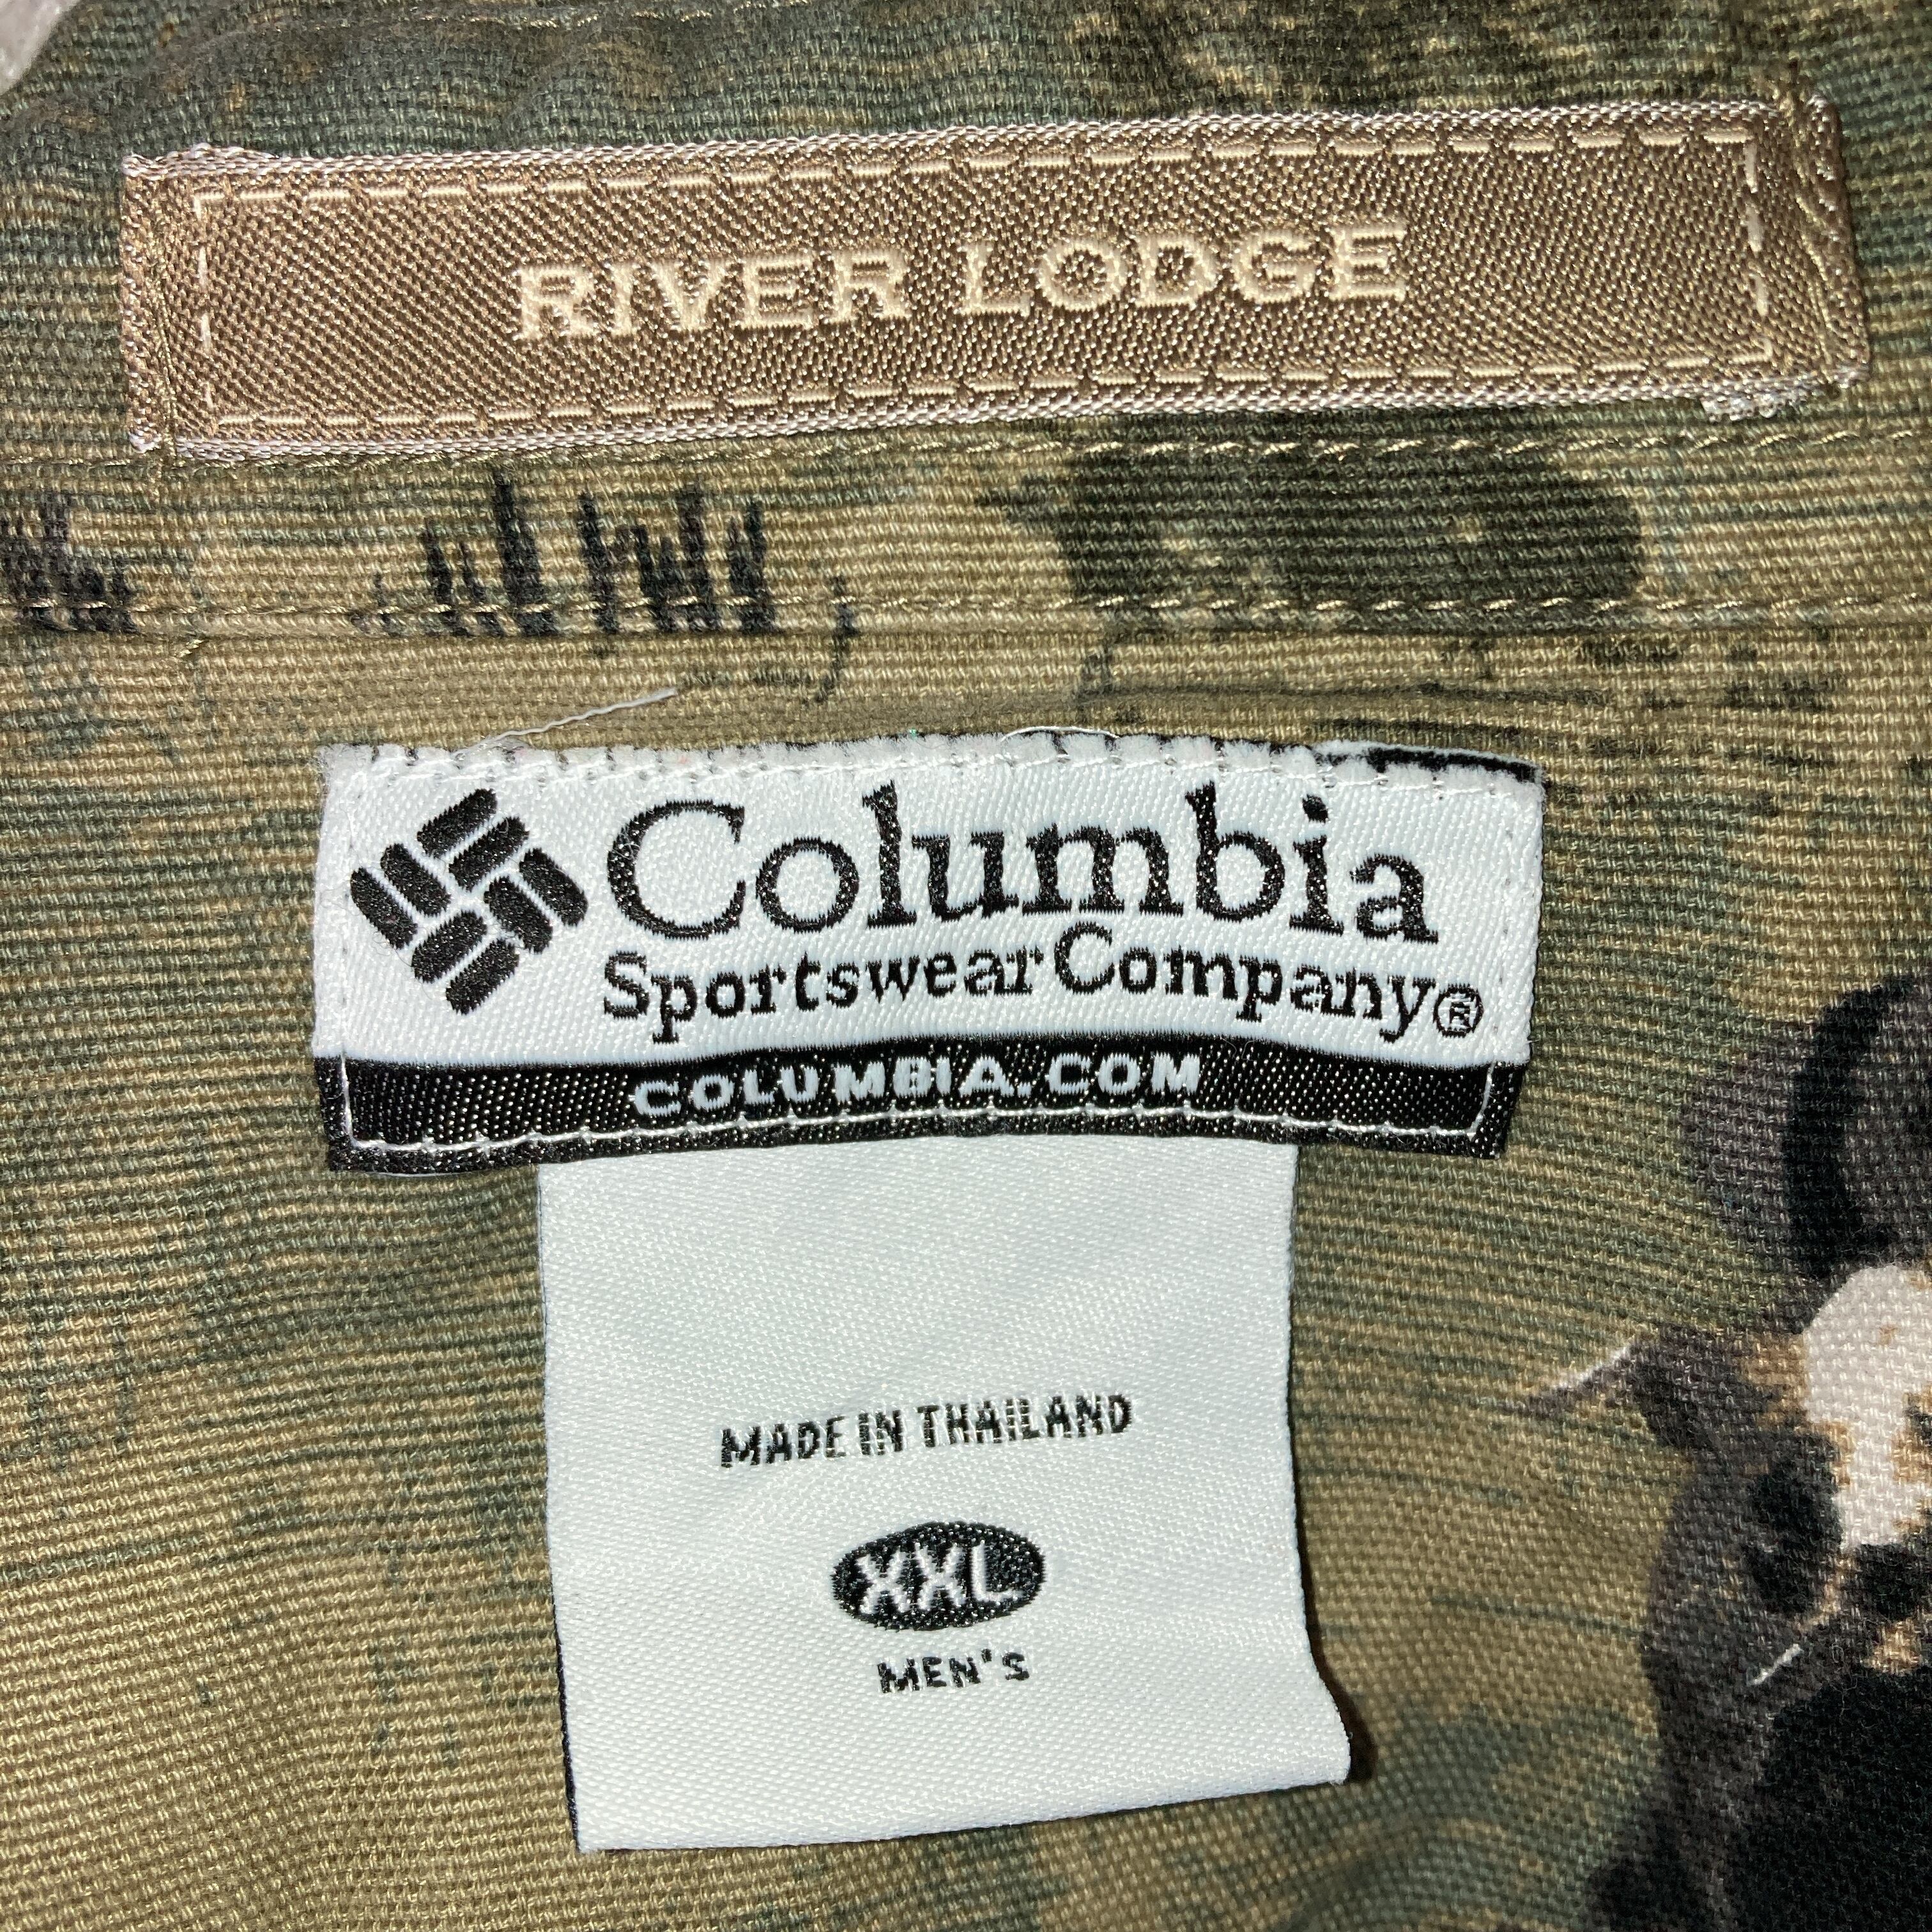 RIVER LODGE
Columbia
Sportswear Company®
COLUMBIA.COM
MADE IN THAILAND
XXL
MEN'S